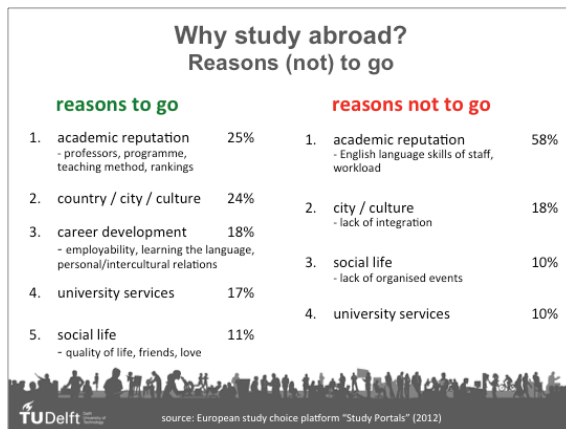 Why study abroad?
Reasons (not) to go
reasons to go
1. academic reputation 25%
- professors, programme,
teaching method, rankings
2. country / city / culture 24%
3. career development 18%
- employability, learning the language,
personal/intercultural relations
4. university services 17%
5. social life 11%
- quality of life, friends, love
reasons not to go
1. academic reputation 58%
- English language skills of staff,
workload
2. city / culture 18%
- lack of integration
3. social life 10%
- lack of organised events
4. university services 10%
TUDelft
Delft
University of
Technology
source: European study choice platform "Study Portals" (2012)